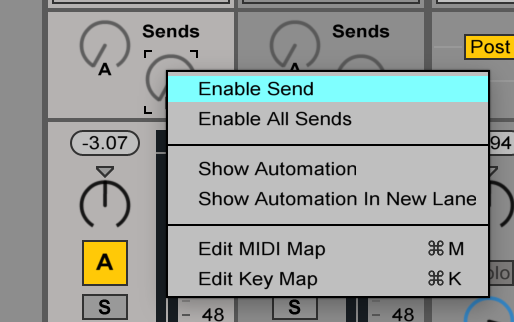 Sends
Sends
A
A
Post
Enable Send
Enable All Sends
-3.07
94
Show Automation
Show Automation In New Lane
A
Edit MIDI Map ⌘M
olo
Edit Key Map ⌘K
S
S
48
48